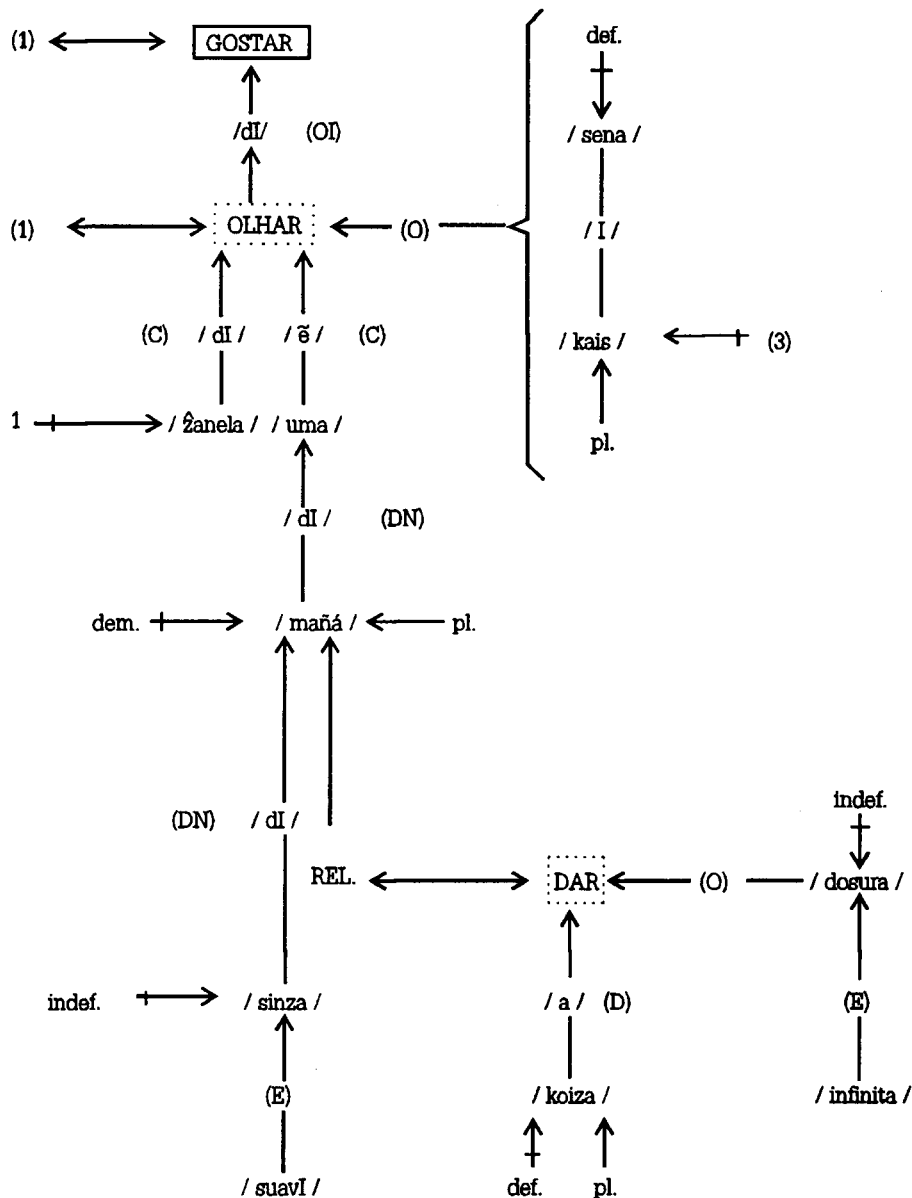 (1) GOSTAR def.
/dI/ (OI) / sena /
(1) OLHAR (O) / I /
(C) / dI / / ẽ / (C) / kais / (3)
1 / ẑanela / / uma / pl.
/ dI / (DN)
dem. / mañá / pl.
indef.
(DN) / dI /
REL. DAR (O) / dosura /
indef. / sinza / / a / (D) (E)
(E) / koiza / / infinita /
/ suavI / def. pl.